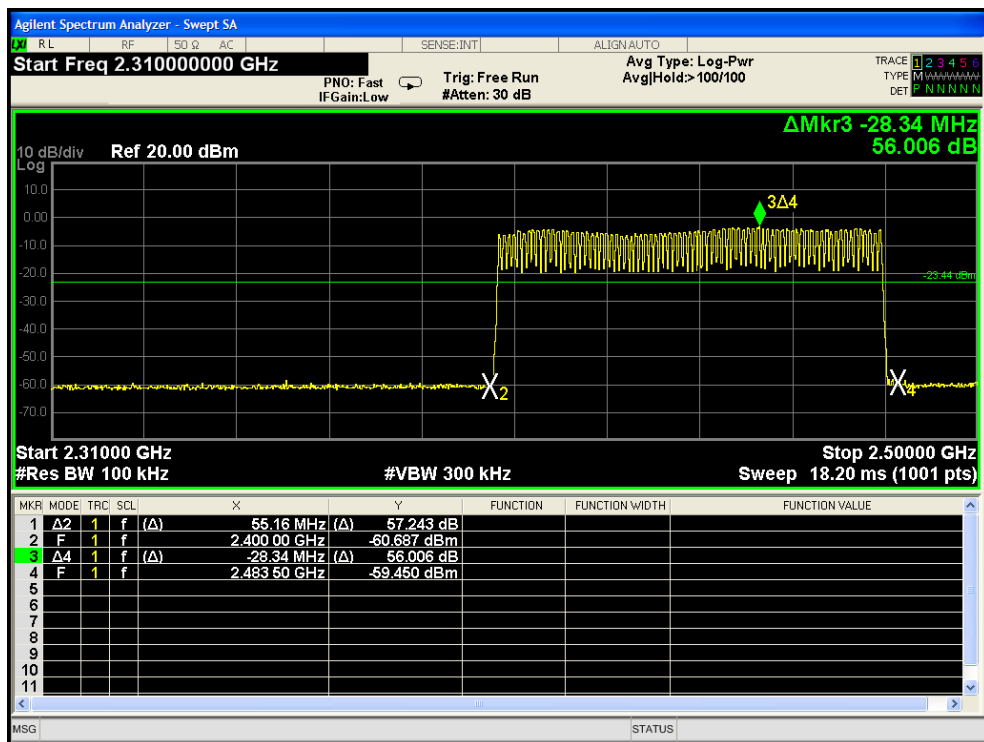 Agilent Spectrum Analyzer - Swept SA
LXI RL RF 50 Ω AC SENSE:INT ALIGNAUTO
Start Freq 2.310000000 GHz
PNO: Fast
IFGain:Low
Trig: Free Run
#Atten: 30 dB
Avg Type: Log-Pwr
Avg|Hold:>100/100
TRACE 1 2 3 4 5 6
TYPE M
DET P N N N N N
ΔMkr3 -28.34 MHz
56.006 dB
10 dB/div Ref 20.00 dBm
Log
10.0
0.00
-10.0
-20.0
-30.0
-40.0
-50.0
-60.0
-70.0
3Δ4
-23.44 dBm
2
4
Start 2.31000 GHz Stop 2.50000 GHz
#Res BW 100 kHz #VBW 300 kHz Sweep 18.20 ms (1001 pts)
MKR MODE TRC SCL X Y FUNCTION FUNCTION WIDTH FUNCTION VALUE
1 Δ2 1 f (Δ) 55.16 MHz (Δ) 57.243 dB
2 F 1 f 2.400 00 GHz -60.687 dBm
3 Δ4 1 f (Δ) -28.34 MHz (Δ) 56.006 dB
4 F 1 f 2.483 50 GHz -59.450 dBm
5
6
7
8
9
10
11
MSG STATUS